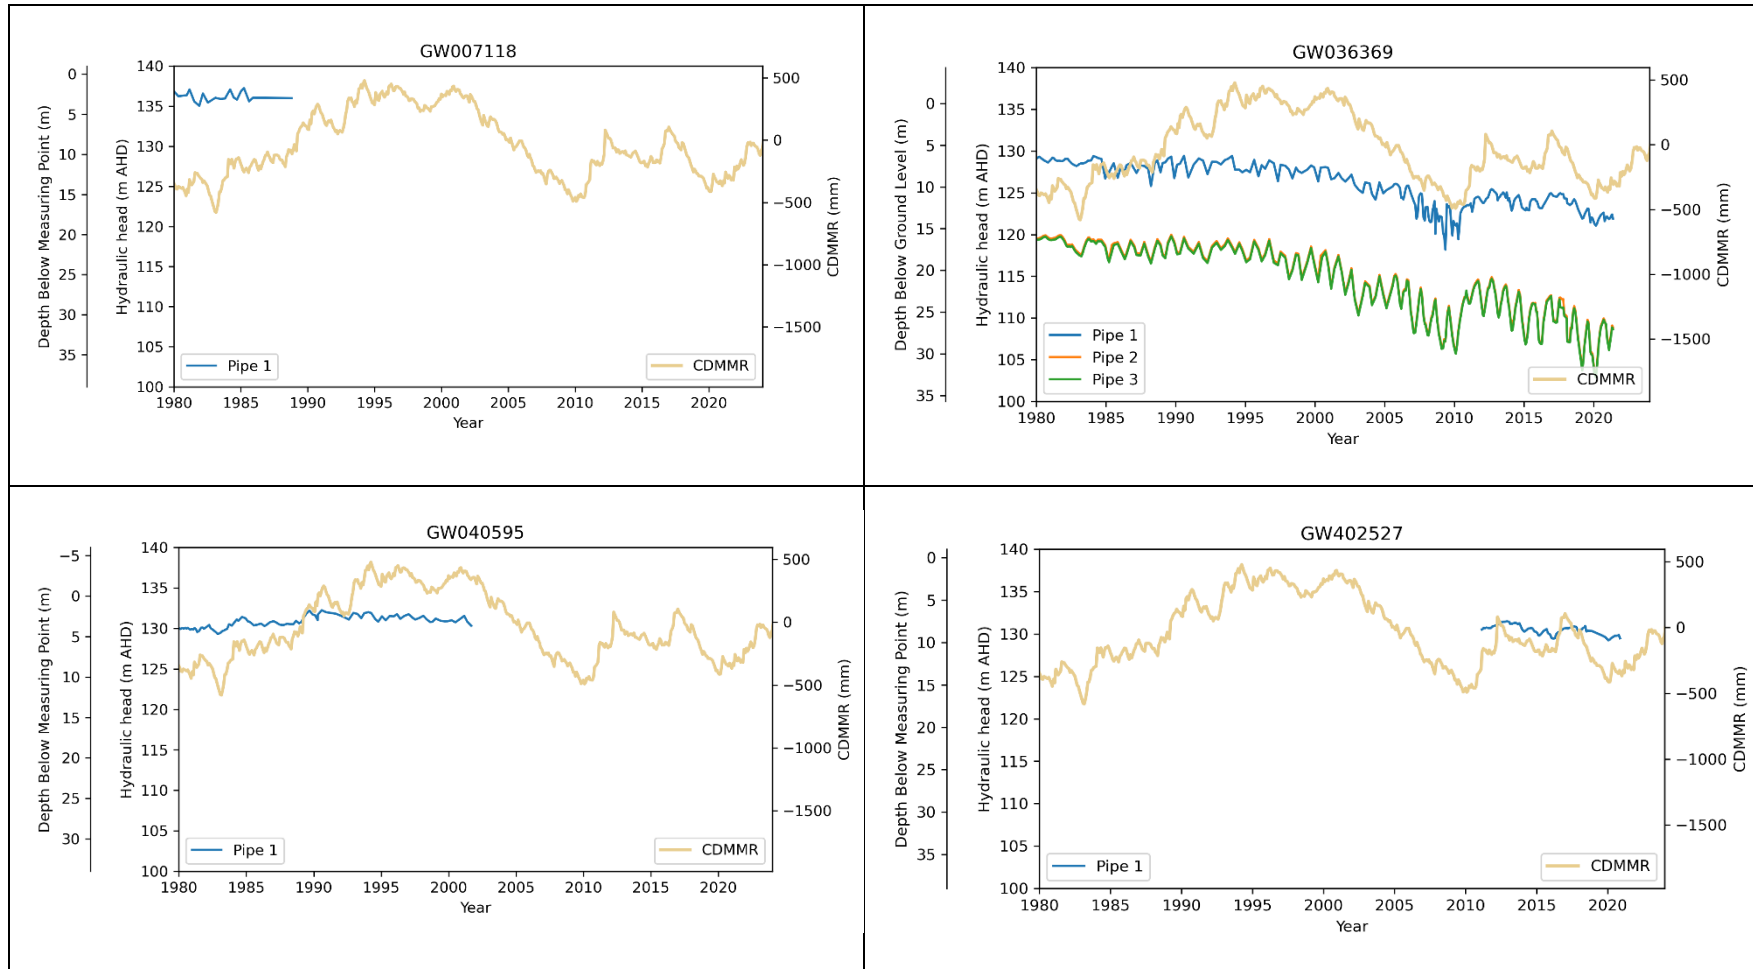 GW007118
Depth Below Measuring Point (m)
0
5
10
15
20
25
30
35
Hydraulic head (m AHD)
140
135
130
125
120
115
110
105
100
500
0
−500
−1000
−1500
CDMMR (mm)
Pipe 1
CDMMR
1980 1985 1990 1995 2000 2005 2010 2015 2020
Year
GW036369
Depth Below Ground Level (m)
0
5
10
15
20
25
30
35
Hydraulic head (m AHD)
140
135
130
125
120
115
110
105
100
500
0
−500
−1000
−1500
CDMMR (mm)
Pipe 1
Pipe 2
Pipe 3
CDMMR
1980 1985 1990 1995 2000 2005 2010 2015 2020
Year
GW040595
Depth Below Measuring Point (m)
−5
0
5
10
15
20
25
30
Hydraulic head (m AHD)
140
135
130
125
120
115
110
105
100
500
0
−500
−1000
−1500
CDMMR (mm)
Pipe 1
CDMMR
1980 1985 1990 1995 2000 2005 2010 2015 2020
Year
GW402527
Depth Below Measuring Point (m)
0
5
10
15
20
25
30
35
Hydraulic head (m AHD)
140
135
130
125
120
115
110
105
100
500
0
−500
−1000
−1500
CDMMR (mm)
Pipe 1
CDMMR
1980 1985 1990 1995 2000 2005 2010 2015 2020
Year